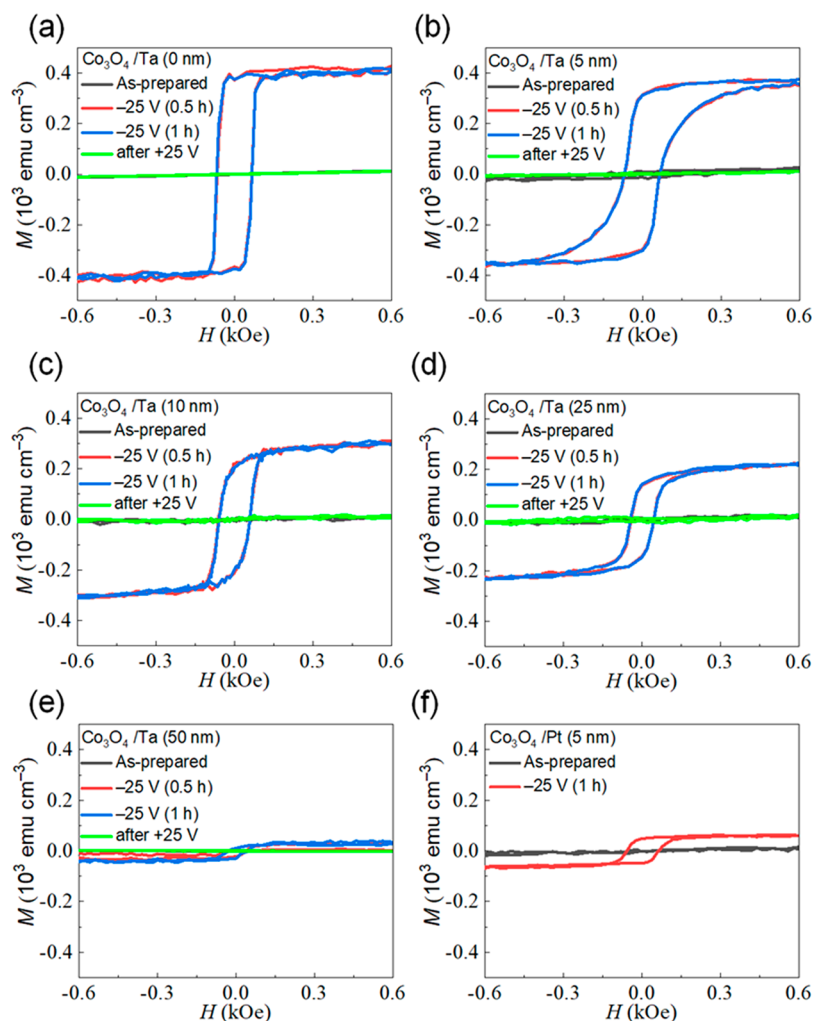 (a)
Co₃O₄ /Ta (0 nm)
As-prepared
–25 V (0.5 h)
–25 V (1 h)
after +25 V
M (10³ emu cm⁻³)
0.4
0.2
0.0
-0.2
-0.4
-0.6 -0.3 0.0 0.3 0.6
H (kOe)
(b)
Co₃O₄ /Ta (5 nm)
As-prepared
–25 V (0.5 h)
–25 V (1 h)
after +25 V
M (10³ emu cm⁻³)
0.4
0.2
0.0
-0.2
-0.4
-0.6 -0.3 0.0 0.3 0.6
H (kOe)
(c)
Co₃O₄ /Ta (10 nm)
As-prepared
–25 V (0.5 h)
–25 V (1 h)
after +25 V
M (10³ emu cm⁻³)
0.4
0.2
0.0
-0.2
-0.4
-0.6 -0.3 0.0 0.3 0.6
H (kOe)
(d)
Co₃O₄ /Ta (25 nm)
As-prepared
–25 V (0.5 h)
–25 V (1 h)
after +25 V
M (10³ emu cm⁻³)
0.4
0.2
0.0
-0.2
-0.4
-0.6 -0.3 0.0 0.3 0.6
H (kOe)
(e)
Co₃O₄ /Ta (50 nm)
As-prepared
–25 V (0.5 h)
–25 V (1 h)
after +25 V
M (10³ emu cm⁻³)
0.4
0.2
0.0
-0.2
-0.4
-0.6 -0.3 0.0 0.3 0.6
H (kOe)
(f)
Co₃O₄ /Pt (5 nm)
As-prepared
–25 V (1 h)
M (10³ emu cm⁻³)
0.4
0.2
0.0
-0.2
-0.4
-0.6 -0.3 0.0 0.3 0.6
H (kOe)